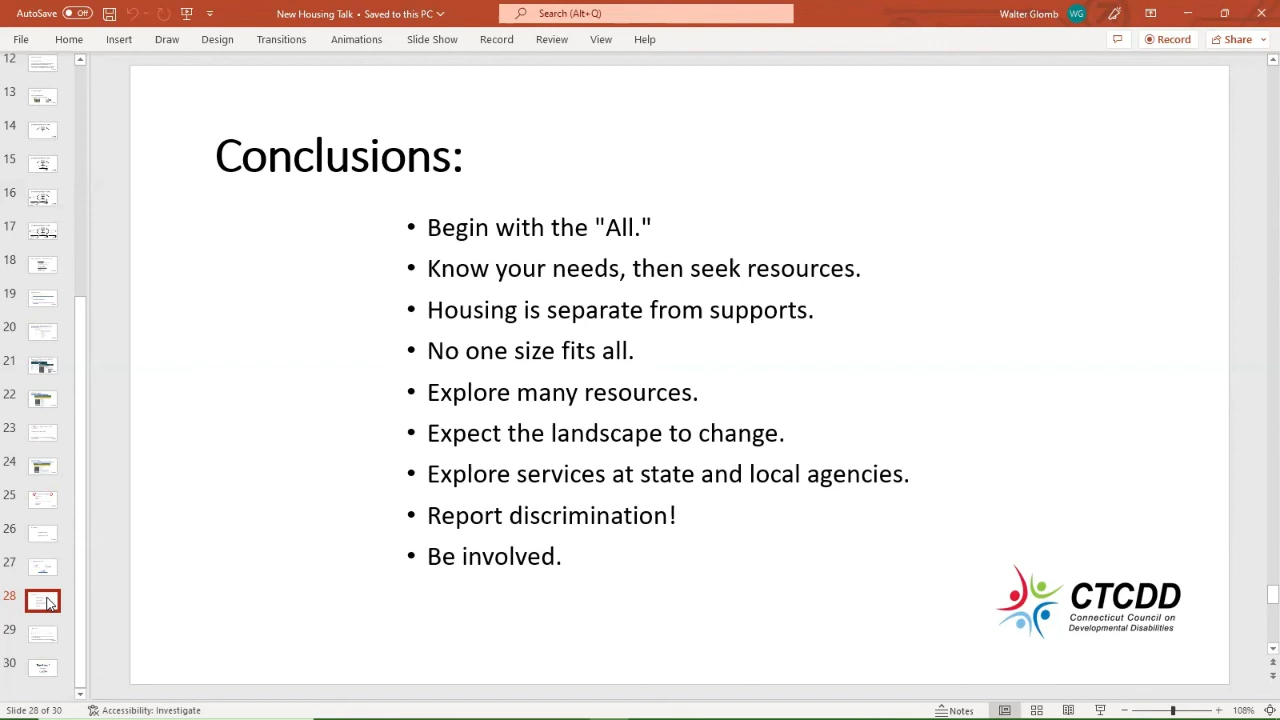 AutoSave Off New Housing Talk • Saved to this PC Search (Alt+Q) Walter Glomb WG
File Home Insert Draw Design Transitions Animations Slide Show Record Review View Help Record Share
12
13
14
15
16
17
18
22
23
24
25
26
27
28
29
30
Conclusions:
• Begin with the "All."
• Know your needs, then seek resources.
• Housing is separate from supports.
• No one size fits all.
• Explore many resources.
• Expect the landscape to change.
• Explore services at state and local agencies.
• Report discrimination!
• Be involved.
CTCDD
Connecticut Council on
Developmental Disabilities
Slide 28 of 30 Accessibility: Investigate Notes 108%